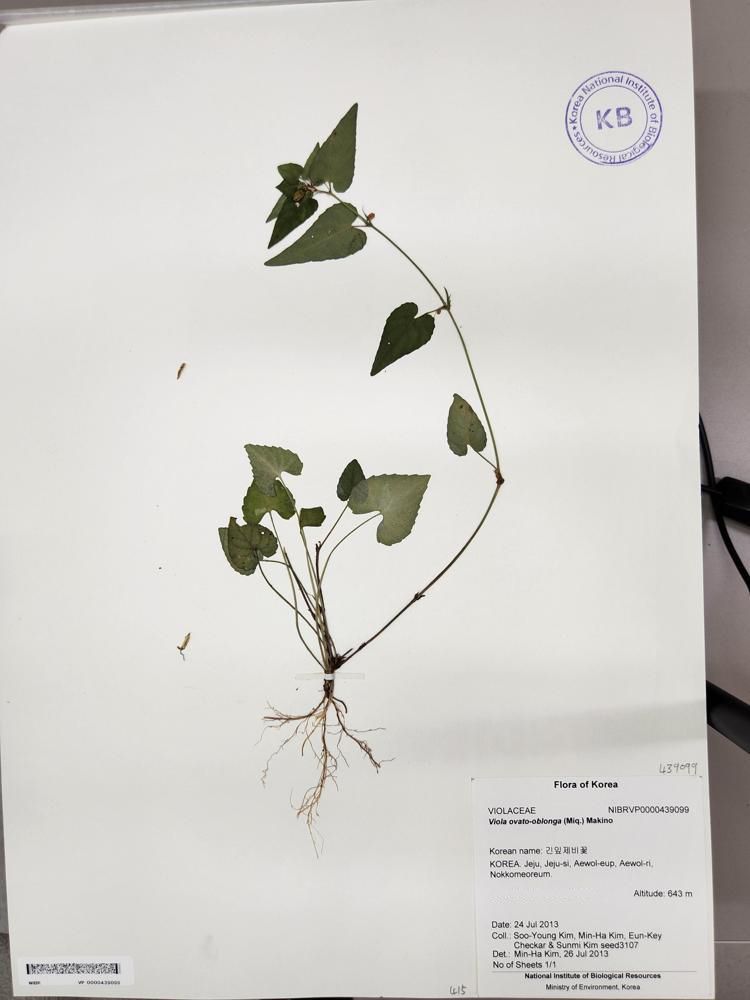 Korea National Institute of Biological Resources
KB
439099
Flora of Korea
VIOLACEAE NIBRVP0000439099
Viola ovato-oblonga (Miq.) Makino
Korean name: 긴잎제비꽃
KOREA. Jeju, Jeju-si, Aewol-eup, Aewol-ri,
Nokkomeoreum.
Altitude: 643 m
Date: 24 Jul 2013
Coll.: Soo-Young Kim, Min-Ha Kim, Eun-Key
Checkar & Sunmi Kim seed3107
Det.: Min-Ha Kim, 26 Jul 2013
No of Sheets 1/1
National Institute of Biological Resources
Ministry of Environment, Korea
NIBR VP 0000439099
415